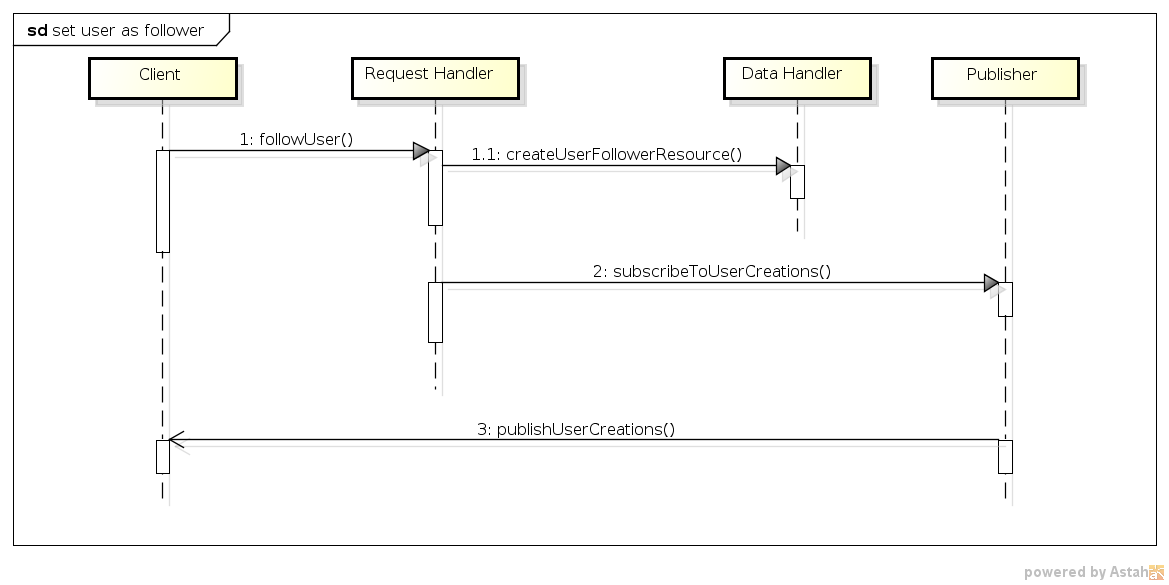 sd set user as follower
Client
Request Handler
Data Handler
Publisher
1: followUser()
1.1: createUserFollowerResource()
2: subscribeToUserCreations()
3: publishUserCreations()
powered by Astah